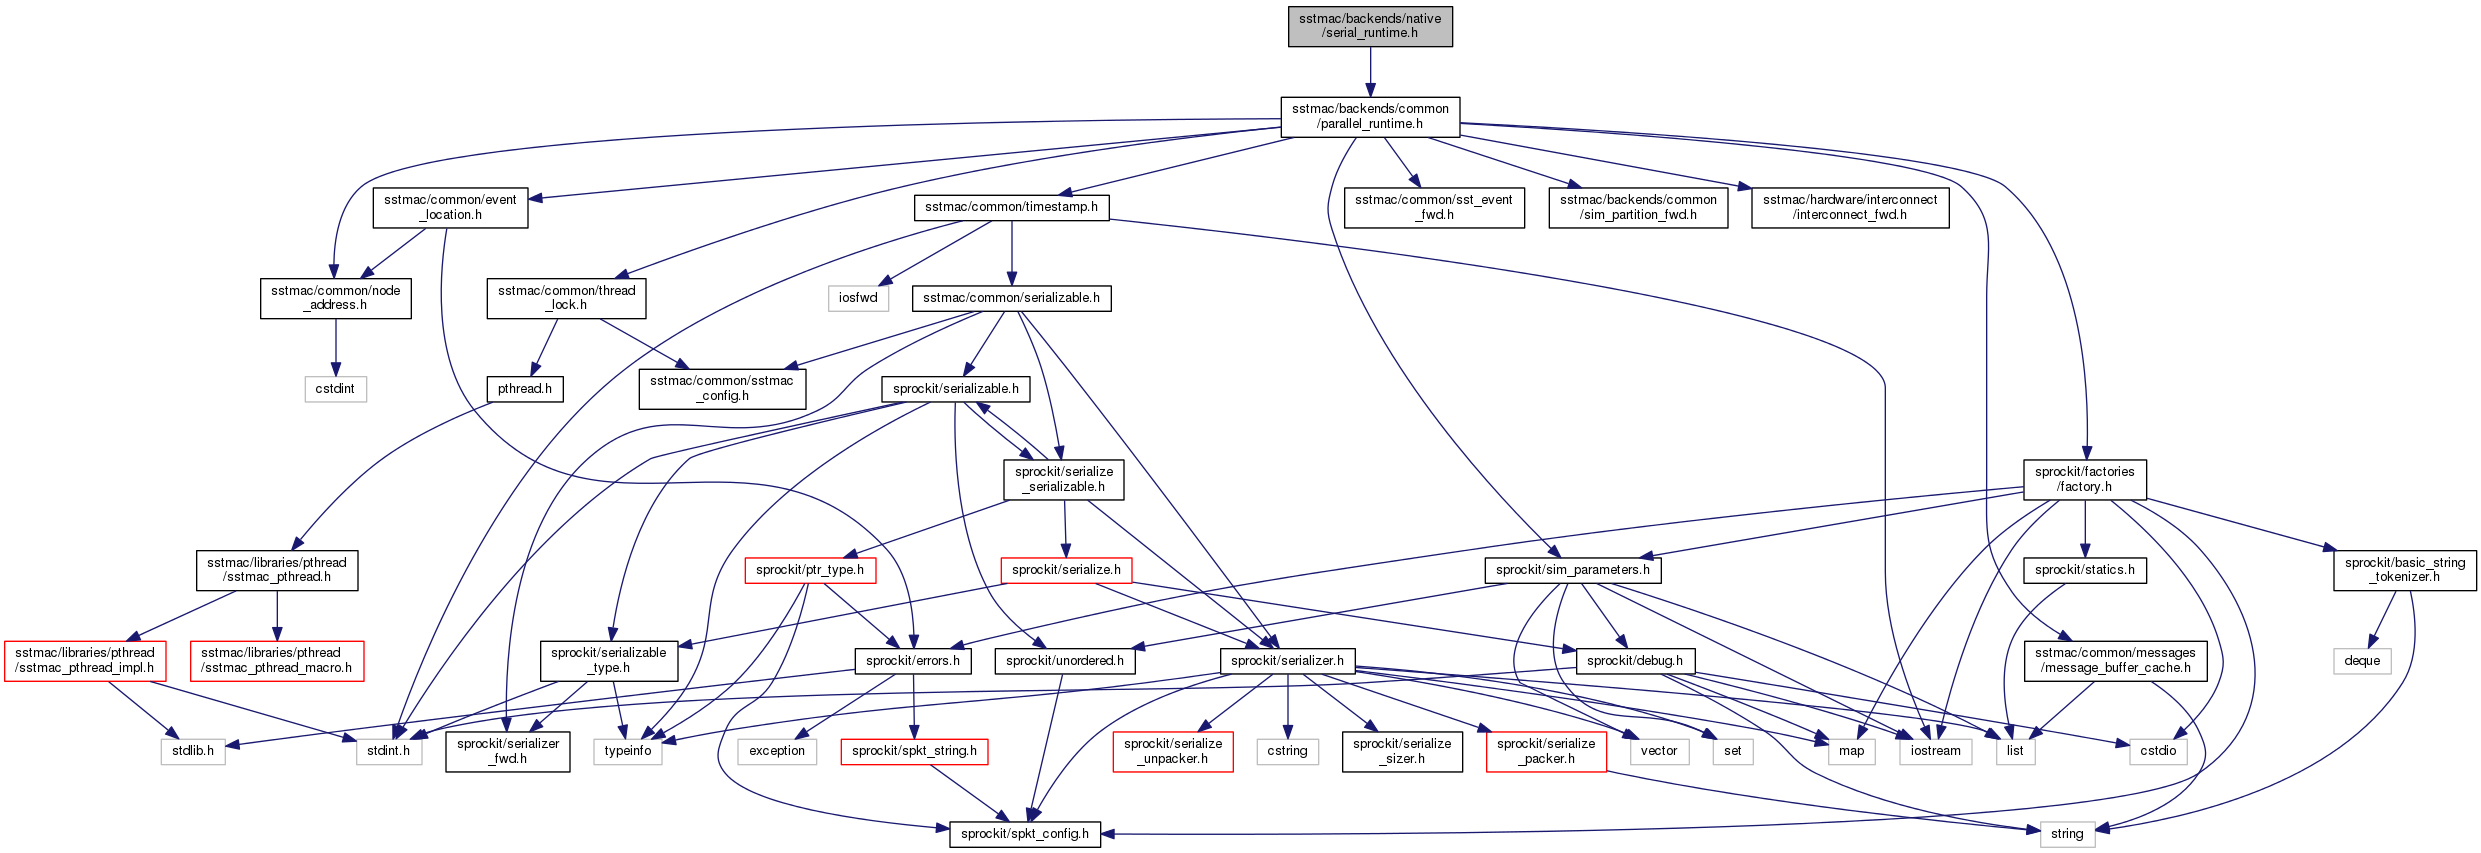 sstmac/backends/native
/serial_runtime.h
sstmac/backends/common
/parallel_runtime.h
sstmac/common/event
_location.h
sstmac/common/timestamp.h
sstmac/common/sst_event
_fwd.h
sstmac/backends/common
/sim_partition_fwd.h
sstmac/hardware/interconnect
/interconnect_fwd.h
sstmac/common/node
_address.h
sstmac/common/thread
_lock.h
iosfwd
sstmac/common/serializable.h
cstdint
pthread.h
sstmac/common/sstmac
_config.h
sprockit/serializable.h
sprockit/serialize
_serializable.h
sprockit/factories
/factory.h
sstmac/libraries/pthread
/sstmac_pthread.h
sprockit/ptr_type.h
sprockit/serialize.h
sprockit/sim_parameters.h
sprockit/statics.h
sprockit/basic_string
_tokenizer.h
sstmac/libraries/pthread
/sstmac_pthread_impl.h
sstmac/libraries/pthread
/sstmac_pthread_macro.h
sprockit/serializable
_type.h
sprockit/errors.h
sprockit/unordered.h
sprockit/serializer.h
sprockit/debug.h
sstmac/common/messages
/message_buffer_cache.h
deque
stdlib.h
stdint.h
sprockit/serializer
_fwd.h
typeinfo
exception
sprockit/spkt_string.h
sprockit/serialize
_unpacker.h
cstring
sprockit/serialize
_sizer.h
sprockit/serialize
_packer.h
vector
set
map
iostream
list
cstdio
sprockit/spkt_config.h
string